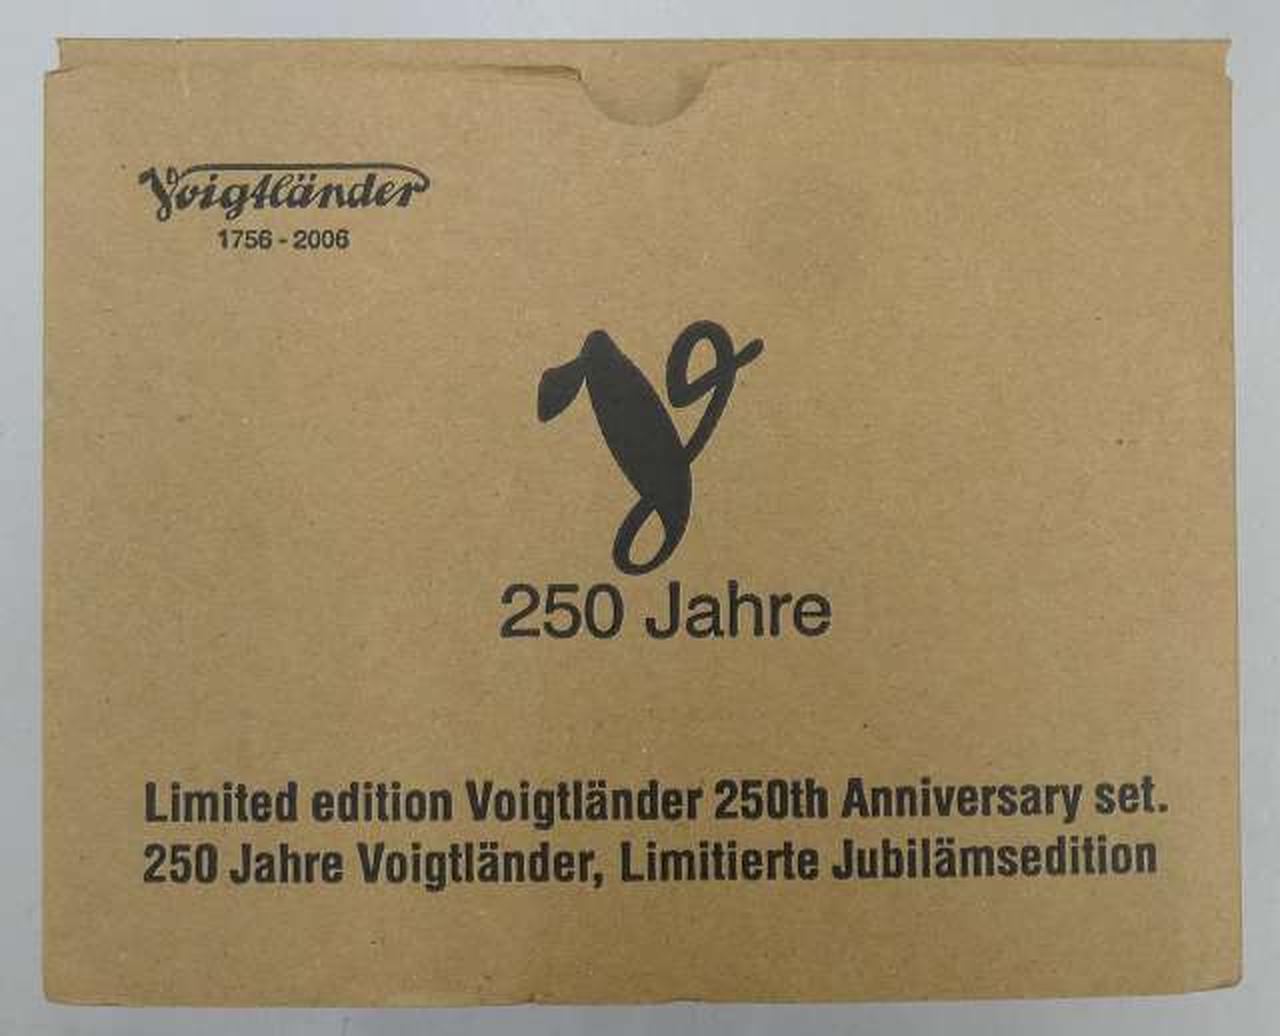 Voigtländer
1756 - 2006
V
250 Jahre
Limited edition Voigtländer 250th Anniversary set.
250 Jahre Voigtländer, Limitierte Jubilämsedition